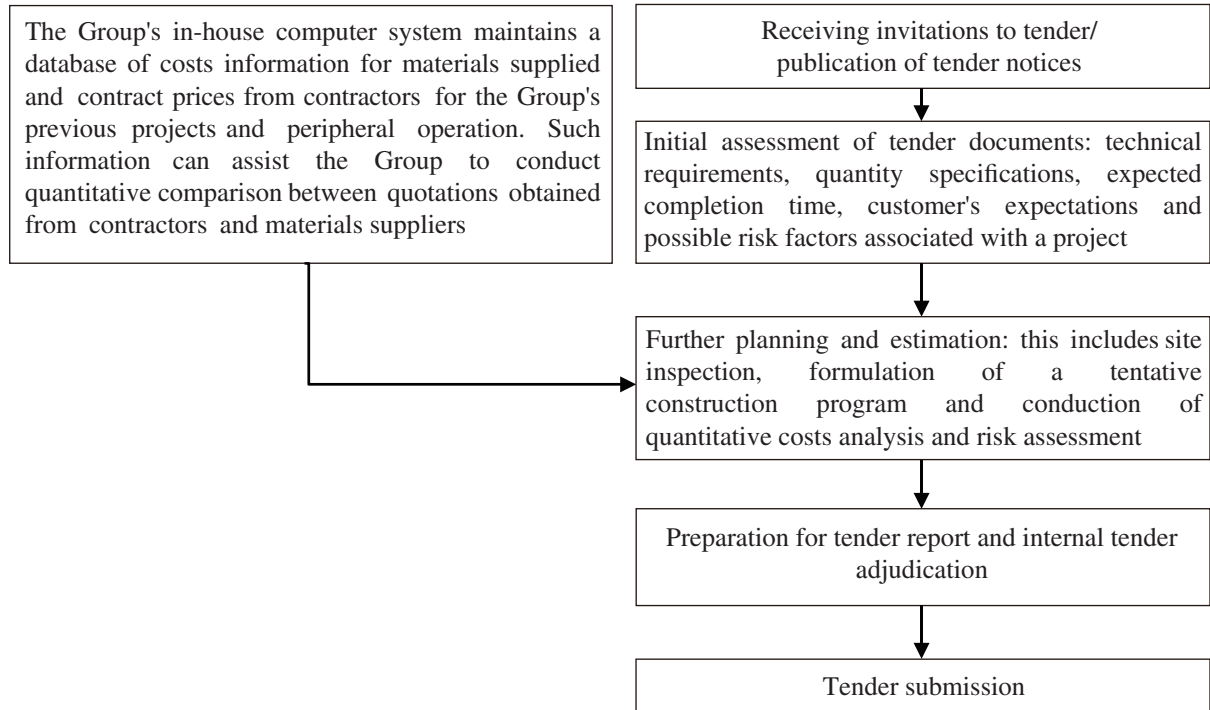 The Group's in-house computer system maintains a
database of costs information for materials supplied
and contract prices from contractors for the Group's
previous projects and peripheral operation. Such
information can assist the Group to conduct
quantitative comparison between quotations obtained
from contractors and materials suppliers
Receiving invitations to tender/
publication of tender notices
Initial assessment of tender documents: technical
requirements, quantity specifications, expected
completion time, customer's expectations and
possible risk factors associated with a project
Further planning and estimation: this includes site
inspection, formulation of a tentative
construction program and conduction of
quantitative costs analysis and risk assessment
Preparation for tender report and internal tender
adjudication
Tender submission